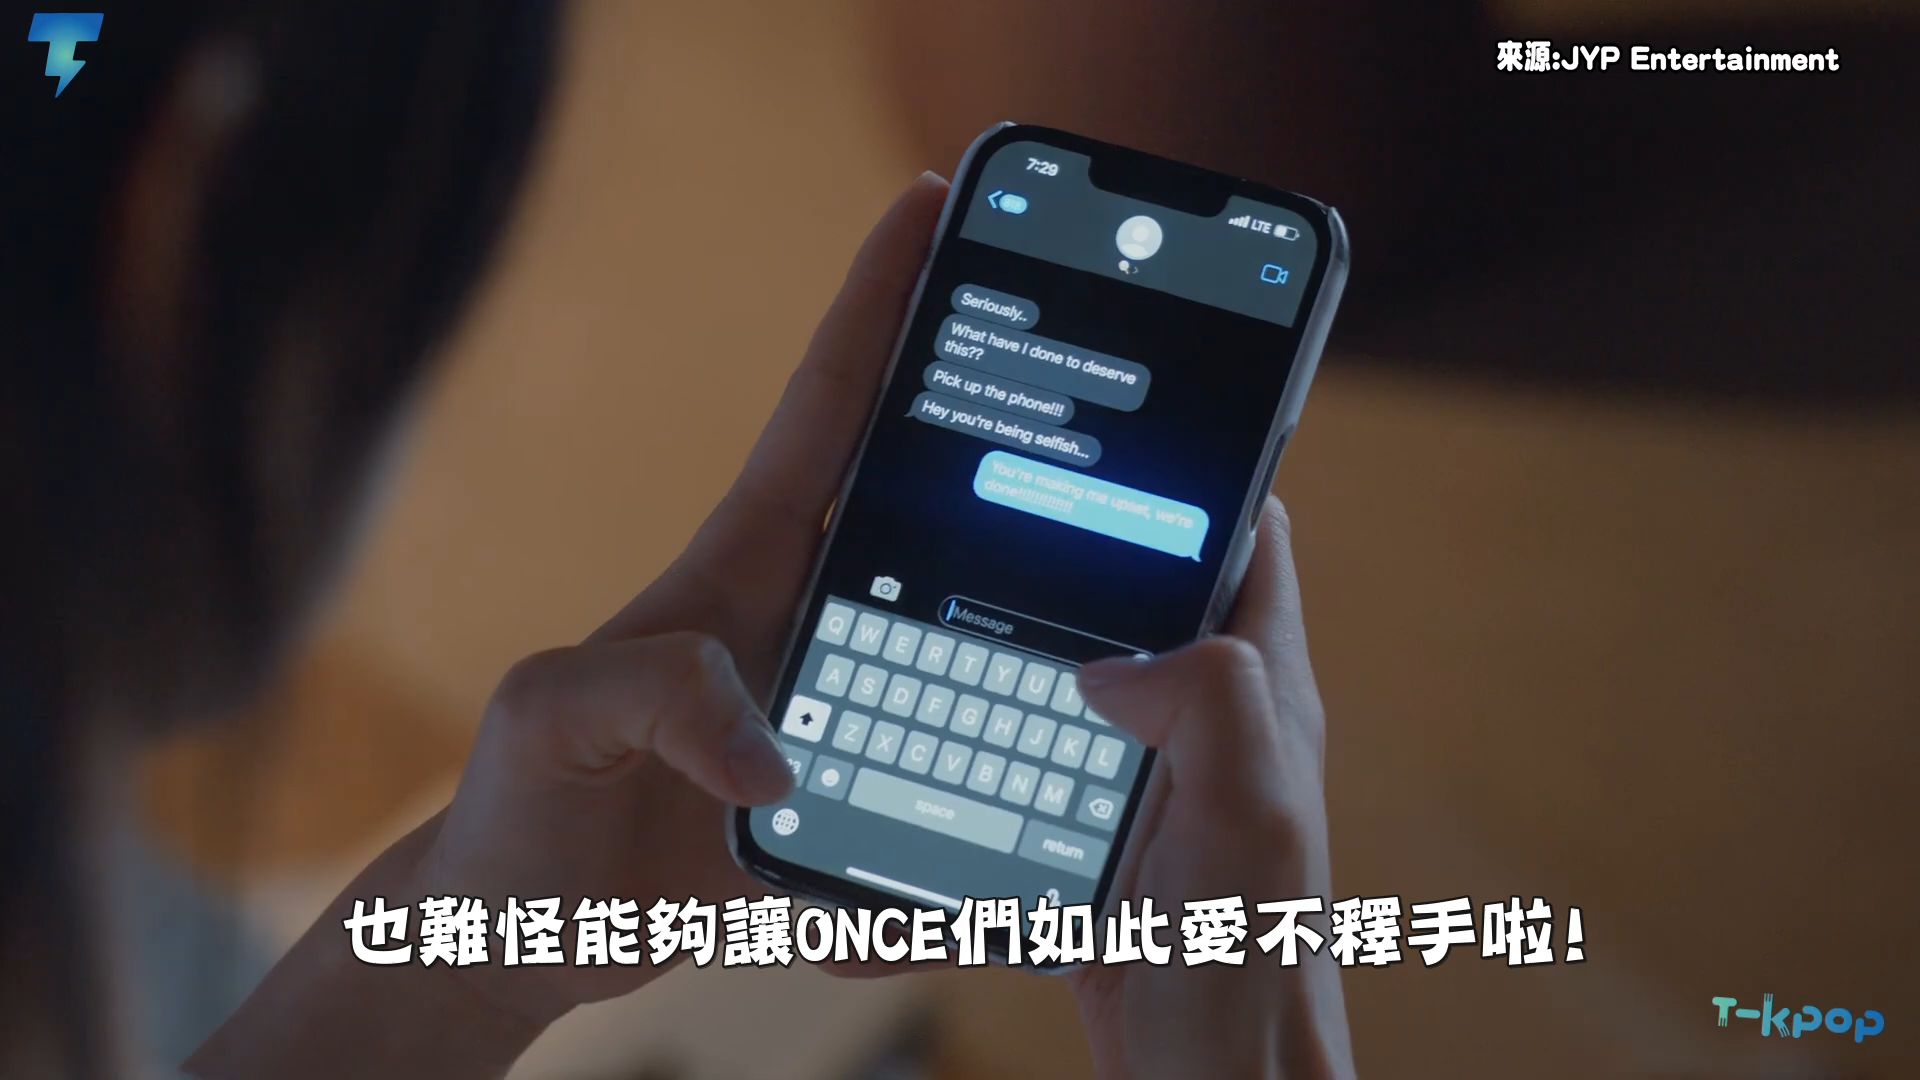 來源:JYP Entertainment
7:29
LTE
Seriously..
What have I done to deserve
this??
Pick up the phone!!!
Hey you're being selfish...
You're making me upset, we're
done!!!!!!!!!!!!!
Message
Q W E R T Y U I
A S D F G H J K L
Z X C V B N M
space
return
也難怪能夠讓ONCE們如此愛不釋手啦!
T-kpop